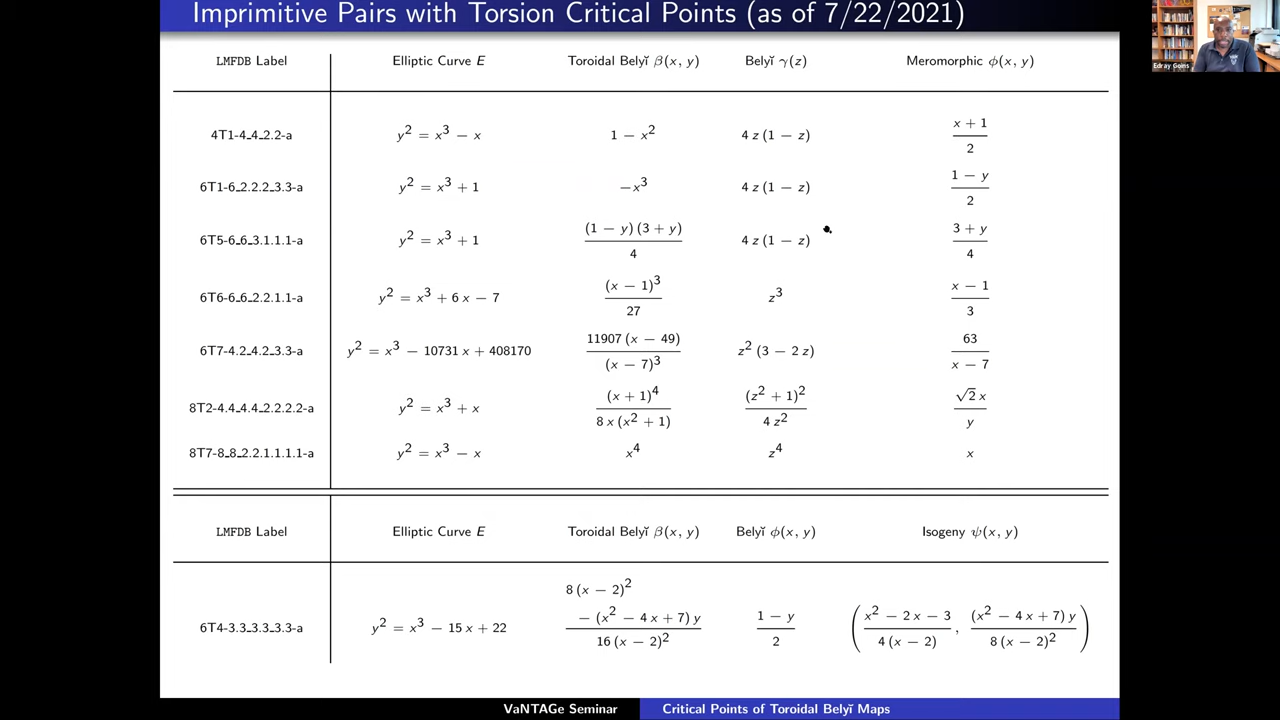 Imprimitive Pairs with Torsion Critical Points (as of 7/22/2021)
Edray Goins
LMFDB Label Elliptic Curve E Toroidal Belyĭ β(x, y) Belyĭ γ(z) Meromorphic φ(x, y)
4T1-4_4_2.2-a y² = x³ − x 1 − x² 4 z (1 − z) (x + 1)/2
6T1-6_2.2.2_3.3-a y² = x³ + 1 −x³ 4 z (1 − z) (1 − y)/2
6T5-6_6_3.1.1.1-a y² = x³ + 1 (1 − y) (3 + y)/4 4 z (1 − z) (3 + y)/4
6T6-6_6_2.2.1.1-a y² = x³ + 6 x − 7 (x − 1)³/27 z³ (x − 1)/3
6T7-4.2_4.2_3.3-a y² = x³ − 10731 x + 408170 11907 (x − 49)/(x − 7)³ z² (3 − 2 z) 63/(x − 7)
8T2-4.4_4.4_2.2.2.2-a y² = x³ + x (x + 1)⁴/(8 x (x² + 1)) (z² + 1)²/(4 z²) √2 x/y
8T7-8_8_2.2.1.1.1.1-a y² = x³ − x x⁴ z⁴ x
LMFDB Label Elliptic Curve E Toroidal Belyĭ β(x, y) Belyĭ φ(x, y) Isogeny ψ(x, y)
6T4-3.3_3.3_3.3-a y² = x³ − 15 x + 22 (8 (x − 2)² − (x² − 4 x + 7) y)/(16 (x − 2)²) (1 − y)/2 ((x² − 2 x − 3)/(4 (x − 2)), (x² − 4 x + 7) y/(8 (x − 2)²))
VaNTAGe Seminar Critical Points of Toroidal Belyĭ Maps